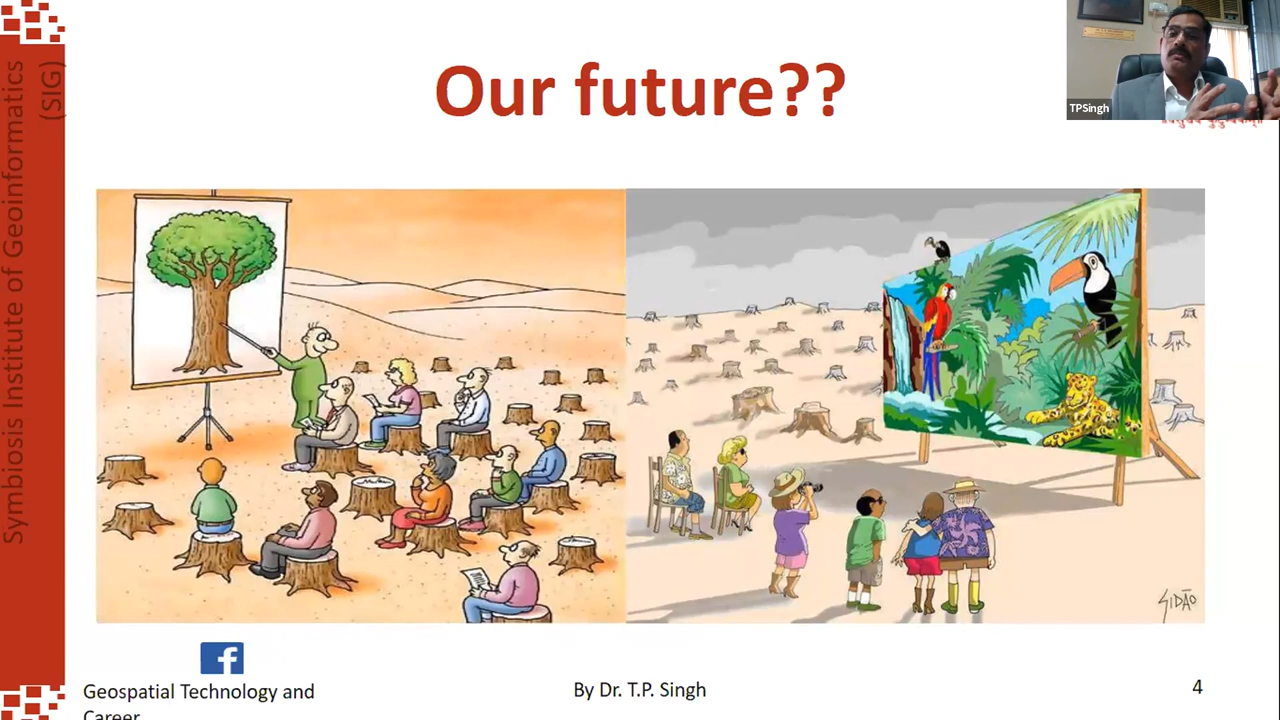 Our future??
TPSingh
Symbiosis Institute of Geoinformatics
(SIG)
SIDÃO
f
Geospatial Technology and
Career
By Dr. T.P. Singh
4